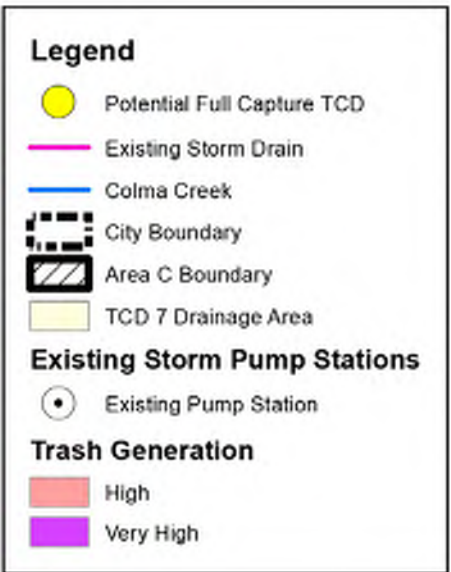 Legend
Potential Full Capture TCD
Existing Storm Drain
Colma Creek
City Boundary
Area C Boundary
TCD 7 Drainage Area
Existing Storm Pump Stations
Existing Pump Station
Trash Generation
High
Very High